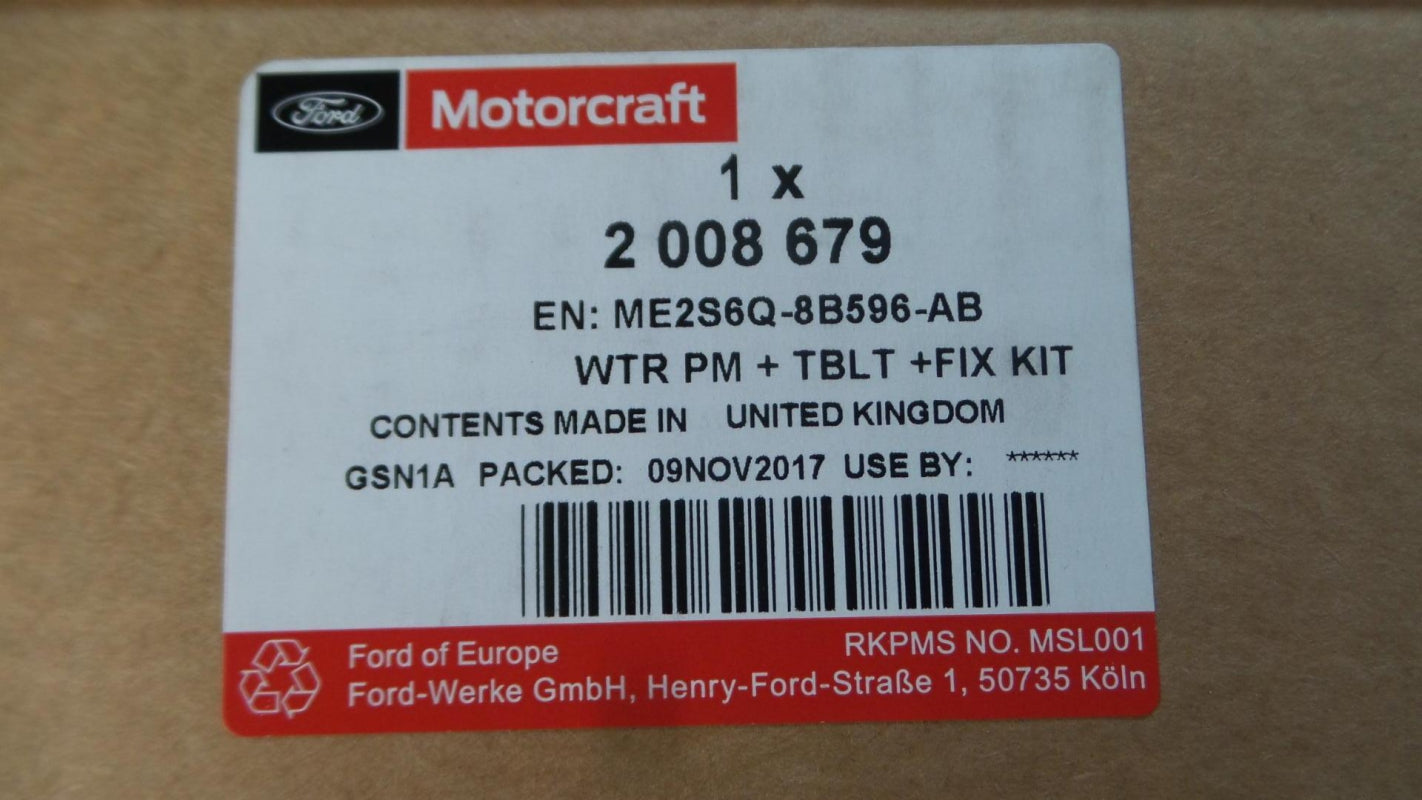 Ford Motorcraft
1 x
2 008 679
EN: ME2S6Q-8B596-AB
WTR PM + TBLT +FIX KIT
CONTENTS MADE IN UNITED KINGDOM
GSN1A PACKED: 09NOV2017 USE BY: ******
Ford of Europe RKPMS NO. MSL001
Ford-Werke GmbH, Henry-Ford-Straße 1, 50735 Köln